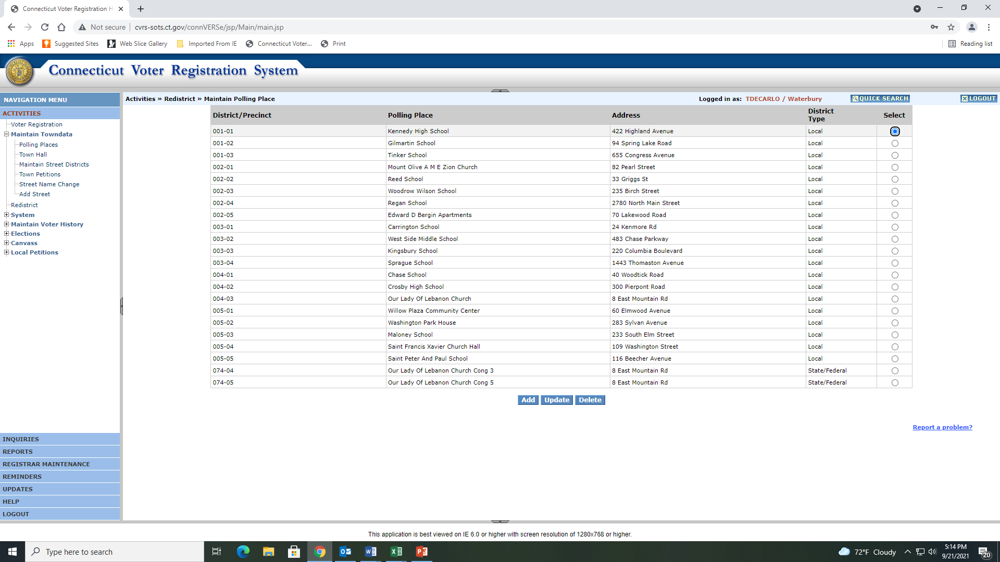 Connecticut Voter Registration H
Not secure
cvrs-sots.ct.gov/connVERSe/jsp/Main/main.jsp
Apps
Suggested Sites
Web Slice Gallery
Imported From IE
Connecticut Voter...
Print
Reading list
Connecticut Voter Registration System
NAVIGATION MENU
ACTIVITIES
Voter Registration
Maintain Towndata
Polling Places
Town Hall
Maintain Street Districts
Town Petitions
Street Name Change
Add Street
Redistrict
System
Maintain Voter History
Elections
Canvass
Local Petitions
INQUIRIES
REPORTS
REGISTRAR MAINTENANCE
REMINDERS
UPDATES
HELP
LOGOUT
Activities » Redistrict » Maintain Polling Place
Logged in as: TDECARLO / Waterbury
QUICK SEARCH
LOGOUT
District/Precinct Polling Place Address District Type Select
001-01 Kennedy High School 422 Highland Avenue Local
001-02 Gilmartin School 94 Spring Lake Road Local
001-03 Tinker School 655 Congress Avenue Local
002-01 Mount Olive A M E Zion Church 82 Pearl Street Local
002-02 Reed School 33 Griggs St Local
002-03 Woodrow Wilson School 235 Birch Street Local
002-04 Regan School 2780 North Main Street Local
002-05 Edward D Bergin Apartments 70 Lakewood Road Local
003-01 Carrington School 24 Kenmore Rd Local
003-02 West Side Middle School 483 Chase Parkway Local
003-03 Kingsbury School 220 Columbia Boulevard Local
003-04 Sprague School 1443 Thomaston Avenue Local
004-01 Chase School 40 Woodtick Road Local
004-02 Crosby High School 300 Pierpont Road Local
004-03 Our Lady Of Lebanon Church 8 East Mountain Rd Local
005-01 Willow Plaza Community Center 60 Elmwood Avenue Local
005-02 Washington Park House 283 Sylvan Avenue Local
005-03 Maloney School 233 South Elm Street Local
005-04 Saint Francis Xavier Church Hall 109 Washington Street Local
005-05 Saint Peter And Paul School 116 Beecher Avenue Local
074-04 Our Lady Of Lebanon Church Cong 3 8 East Mountain Rd State/Federal
074-05 Our Lady Of Lebanon Church Cong 5 8 East Mountain Rd State/Federal
Add Update Delete
Report a problem?
This application is best viewed on IE 6.0 or higher with screen resolution of 1280x768 or higher.
Type here to search
72°F Cloudy
5:14 PM
9/21/2021
20